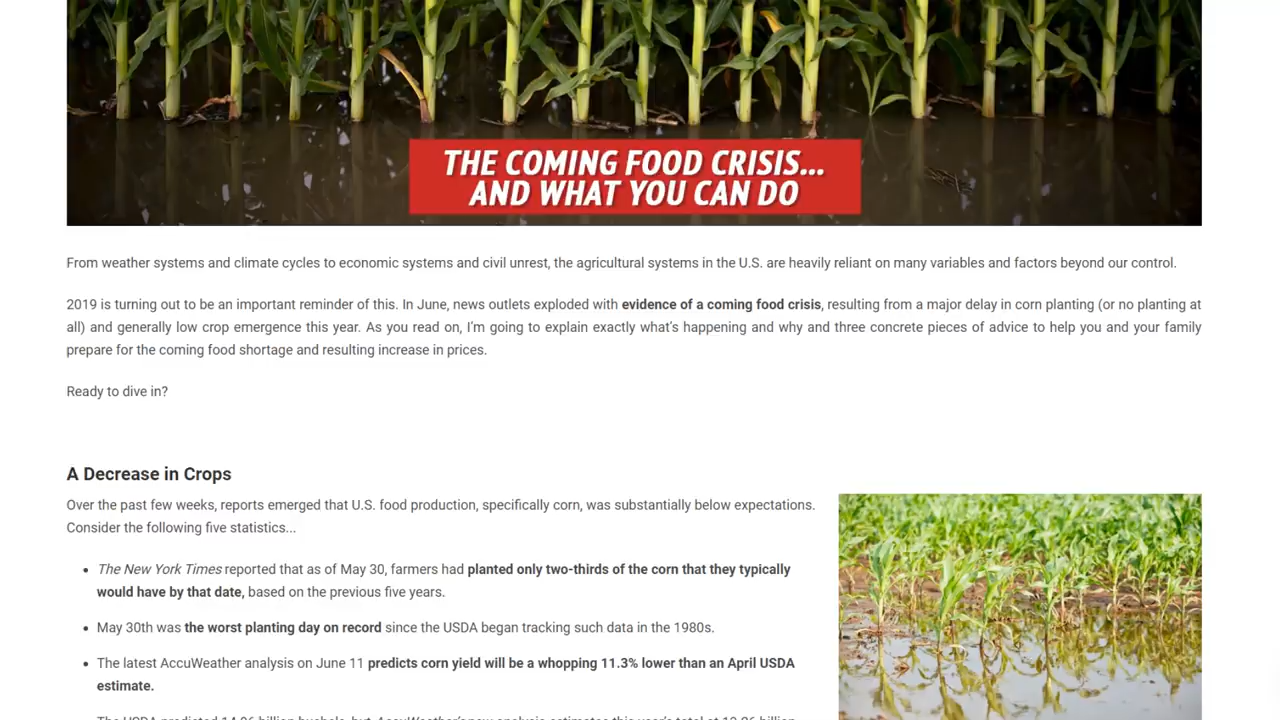 THE COMING FOOD CRISIS...
AND WHAT YOU CAN DO
From weather systems and climate cycles to economic systems and civil unrest, the agricultural systems in the U.S. are heavily reliant on many variables and factors beyond our control.
2019 is turning out to be an important reminder of this. In June, news outlets exploded with evidence of a coming food crisis, resulting from a major delay in corn planting (or no planting at
all) and generally low crop emergence this year. As you read on, I'm going to explain exactly what's happening and why and three concrete pieces of advice to help you and your family
prepare for the coming food shortage and resulting increase in prices.
Ready to dive in?
A Decrease in Crops
Over the past few weeks, reports emerged that U.S. food production, specifically corn, was substantially below expectations.
Consider the following five statistics...
• The New York Times reported that as of May 30, farmers had planted only two-thirds of the corn that they typically
would have by that date, based on the previous five years.
• May 30th was the worst planting day on record since the USDA began tracking such data in the 1980s.
• The latest AccuWeather analysis on June 11 predicts corn yield will be a whopping 11.3% lower than an April USDA
estimate.